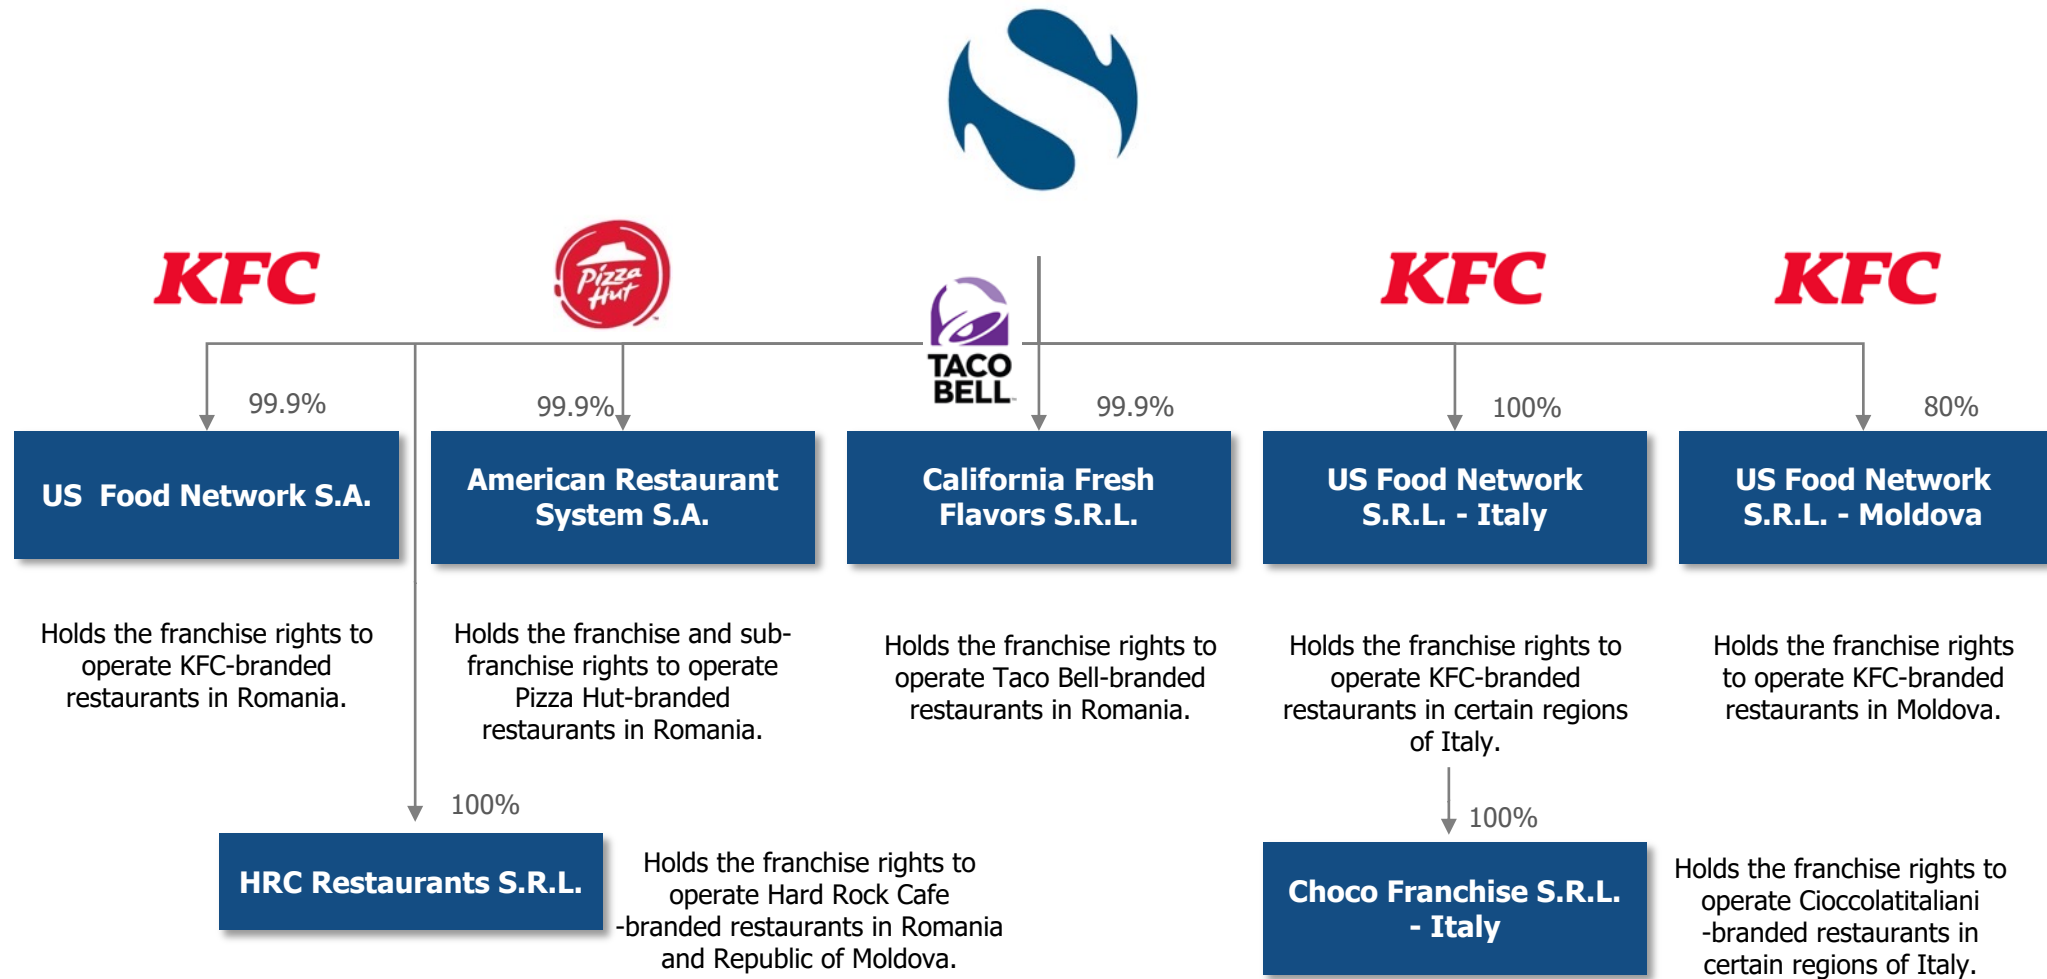 KFC
Pizza
Hut
TACO
BELL
KFC
KFC
99.9%
99.9%
99.9%
100%
80%
US  Food Network S.A.
American Restaurant
System S.A.
California Fresh
Flavors S.R.L.
US Food Network
S.R.L. - Italy
US Food Network
S.R.L. - Moldova
Holds the franchise rights to
operate KFC-branded
restaurants in Romania.
Holds the franchise and sub-
franchise rights to operate
Pizza Hut-branded
restaurants in Romania.
Holds the franchise rights to
operate Taco Bell-branded
restaurants in Romania.
Holds the franchise rights to
operate KFC-branded
restaurants in certain regions
of Italy.
Holds the franchise rights
to operate KFC-branded
restaurants in Moldova.
100%
HRC Restaurants S.R.L.
Holds the franchise rights to
operate Hard Rock Cafe
-branded restaurants in Romania
and Republic of Moldova.
100%
Choco Franchise S.R.L.
- Italy
Holds the franchise rights to
operate Cioccolatitaliani
-branded restaurants in
certain regions of Italy.